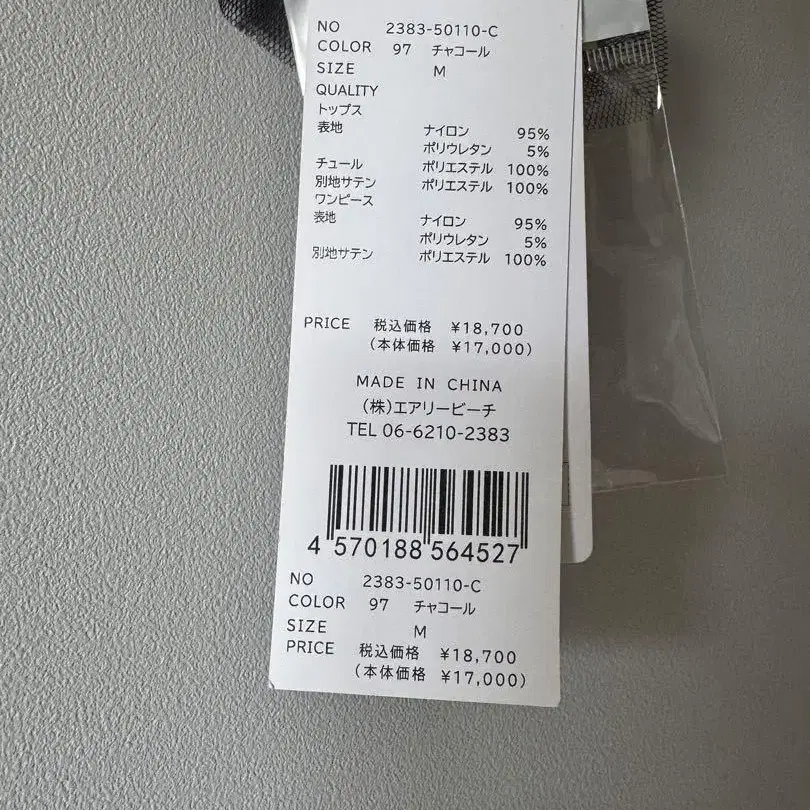 NO 2383-50110-C
COLOR 97 チャコール
SIZE M
QUALITY
トップス
表地 ナイロン 95%
ポリウレタン 5%
チュール ポリエステル 100%
別地サテン ポリエステル 100%
ワンピース
表地 ナイロン 95%
ポリウレタン 5%
別地サテン ポリエステル 100%
PRICE 税込価格 ¥18,700
(本体価格 ¥17,000)
MADE IN CHINA
(株)エアリービーチ
TEL 06-6210-2383
4 570188 564527
NO 2383-50110-C
COLOR 97 チャコール
SIZE M
PRICE 税込価格 ¥18,700
(本体価格 ¥17,000)